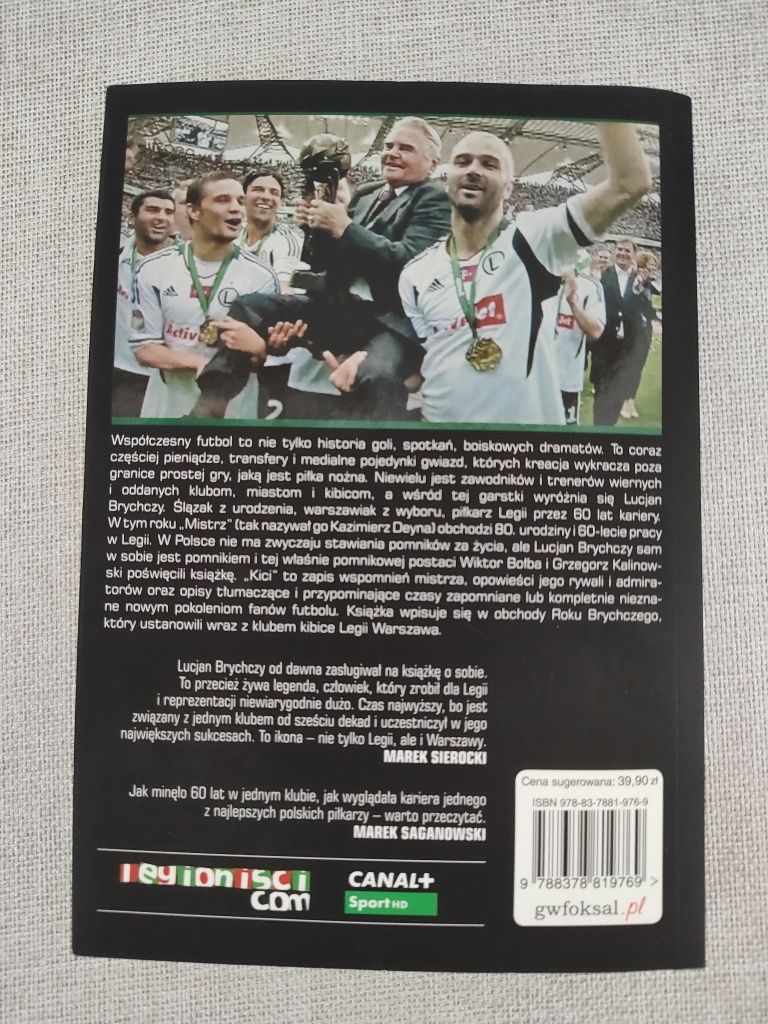 Active
Jet
2
Współczesny futbol to nie tylko historia goli, spotkań, boiskowych dramatów. To coraz
częściej pieniądze, transfery i medialne pojedynki gwiazd, których kreacja wykracza poza
granice prostej gry, jaką jest piłka nożna. Niewielu jest zawodników i trenerów wiernych
i oddanych klubom, miastom i kibicom, a wśród tej garstki wyróżnia się Lucjan
Brychczy. Ślązak z urodzenia, warszawiak z wyboru, piłkarz Legii przez 60 lat kariery.
W tym roku „Mistrz” (tak nazywał go Kazimierz Deyna) obchodzi 80. urodziny i 60-lecie pracy
w Legii. W Polsce nie ma zwyczaju stawiania pomników za życia, ale Lucjan Brychczy sam
w sobie jest pomnikiem i tej właśnie pomnikowej postaci Wiktor Bołba i Grzegorz Kalinow-
ski poświęcili książkę. „Kici” to zapis wspomnień mistrza, opowieści jego rywali i admira-
torów oraz opisy tłumaczące i przypominające czasy zapomniane lub kompletnie niezna-
ne nowym pokoleniom fanów futbolu. Książka wpisuje się w obchody Roku Brychczego,
który ustanowili wraz z klubem kibice Legii Warszawa.
Lucjan Brychczy od dawna zasługiwał na książkę o sobie.
To przecież żywa legenda, człowiek, który zrobił dla Legii
i reprezentacji niewiarygodnie dużo. Czas najwyższy, bo jest
związany z jednym klubem od sześciu dekad i uczestniczył w jego
największych sukcesach. To ikona – nie tylko Legii, ale i Warszawy.
MAREK SIEROCKI
Jak minęło 60 lat w jednym klubie, jak wyglądała kariera jednego
z najlepszych polskich piłkarzy – warto przeczytać.
MAREK SAGANOWSKI
legionisci
com
CANAL+
Sport HD
Cena sugerowana: 39,90 zł
ISBN 978-83-7881-976-9
9 788378 819769 >
gwfoksal.pl